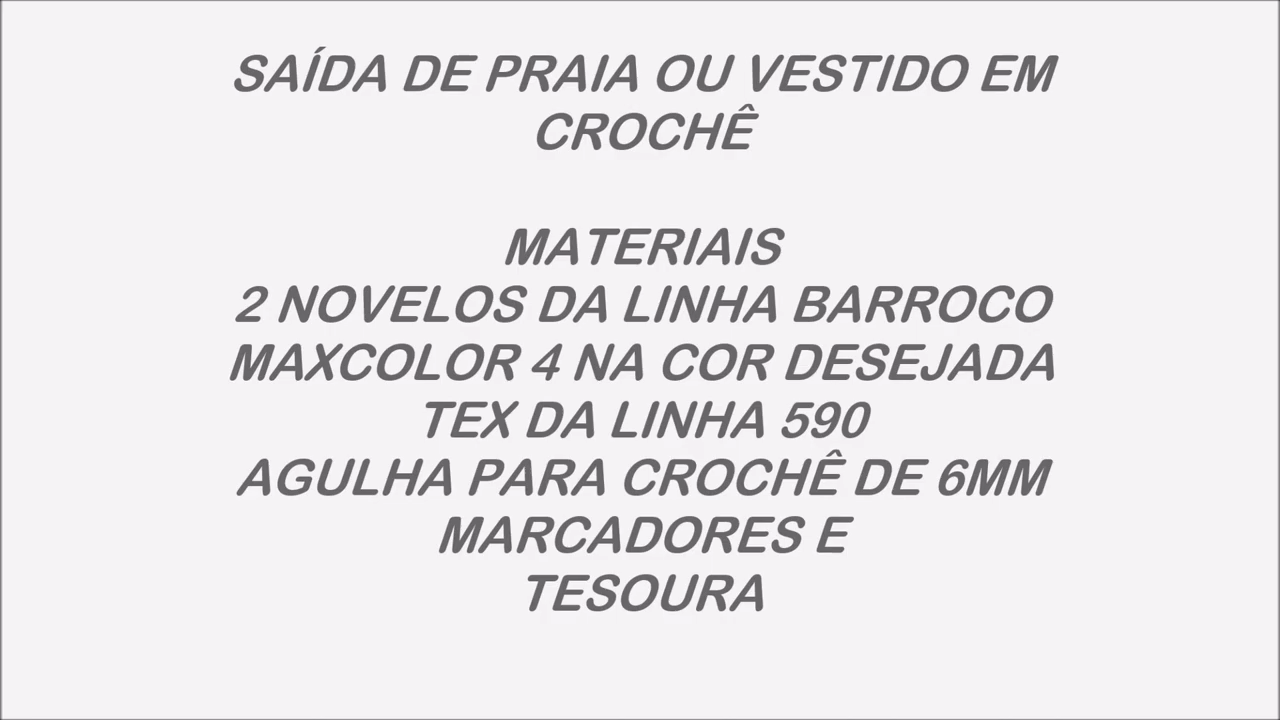 SAÍDA DE PRAIA OU VESTIDO EM
CROCHÊ
MATERIAIS
2 NOVELOS DA LINHA BARROCO
MAXCOLOR 4 NA COR DESEJADA
TEX DA LINHA 590
AGULHA PARA CROCHÊ DE 6MM
MARCADORES E
TESOURA